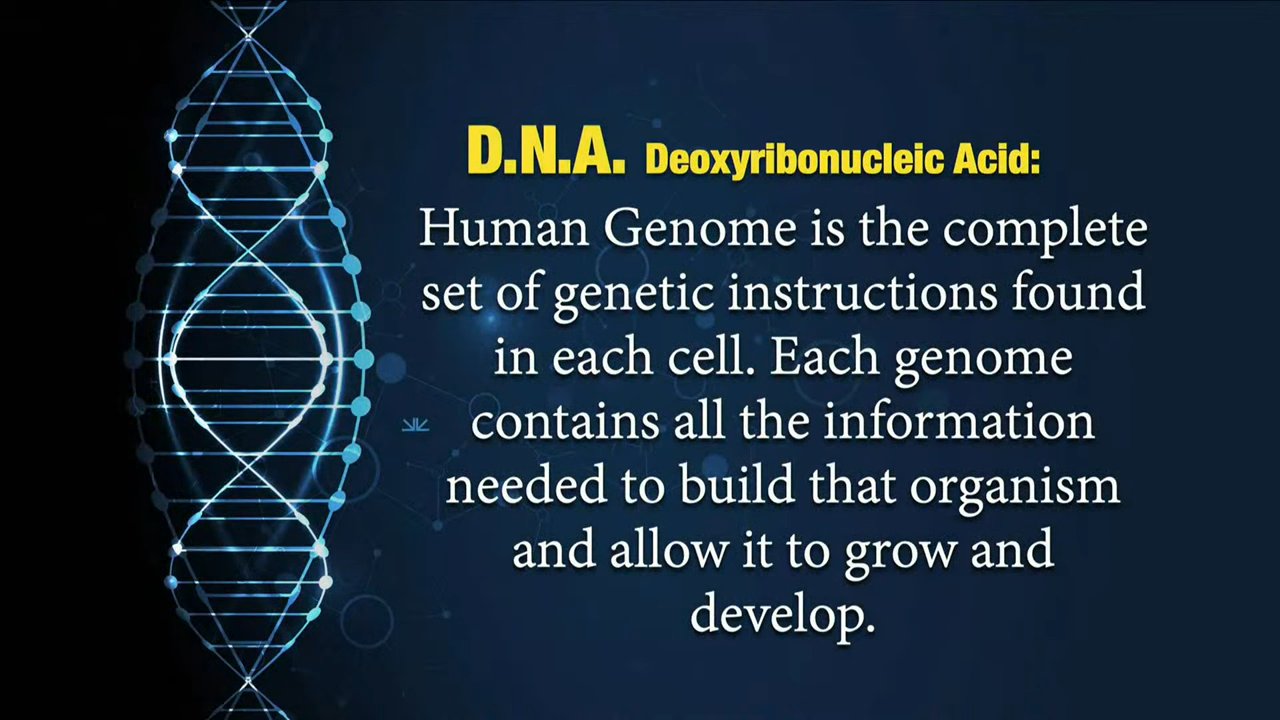 D.N.A. Deoxyribonucleic Acid:
Human Genome is the complete
set of genetic instructions found
in each cell. Each genome
contains all the information
needed to build that organism
and allow it to grow and
develop.